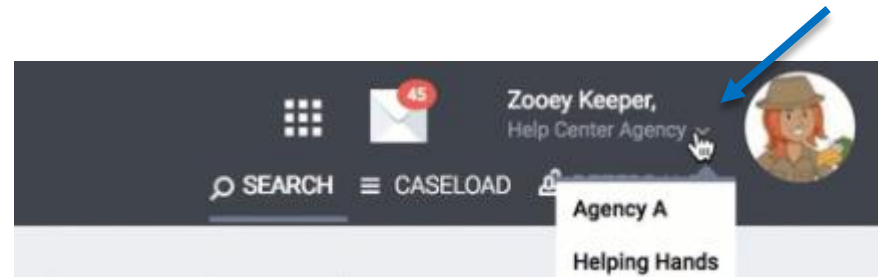 45
Zooey Keeper,
Help Center Agency
SEARCH
CASELOAD
Agency A
Helping Hands